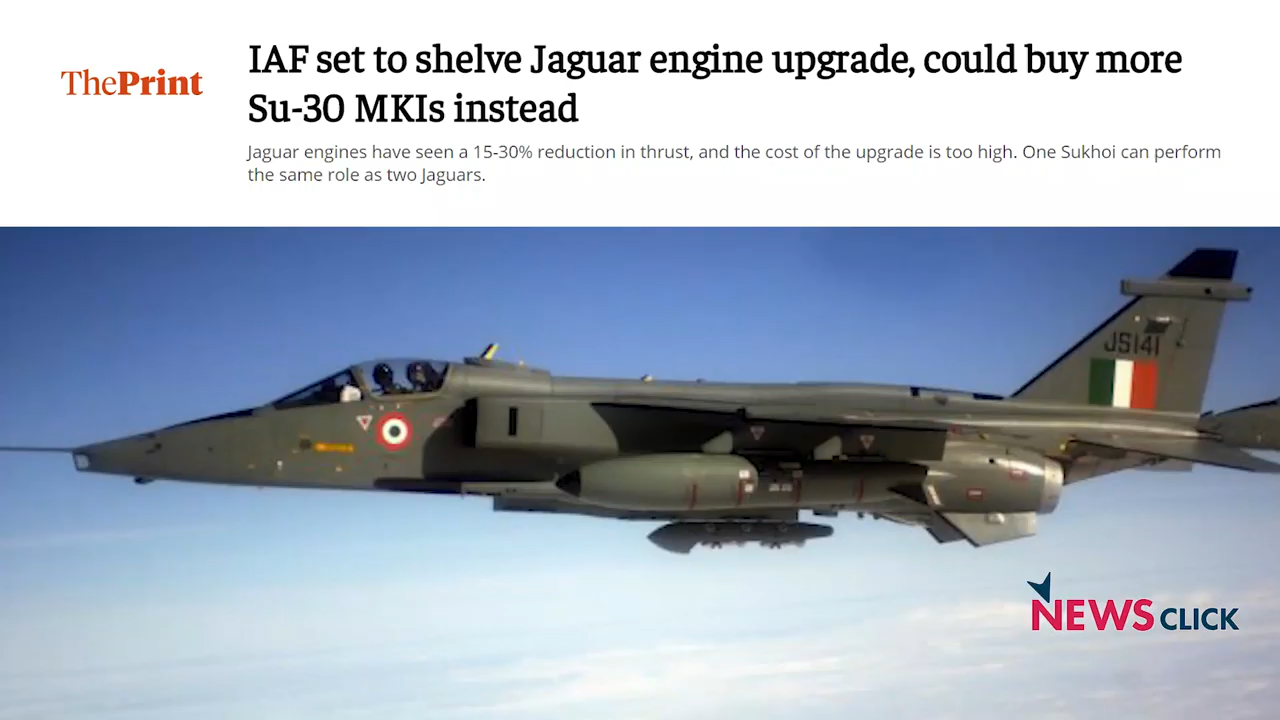 ThePrint
IAF set to shelve Jaguar engine upgrade, could buy more
Su-30 MKIs instead
Jaguar engines have seen a 15-30% reduction in thrust, and the cost of the upgrade is too high. One Sukhoi can perform
the same role as two Jaguars.
JS141
NEWSCLICK